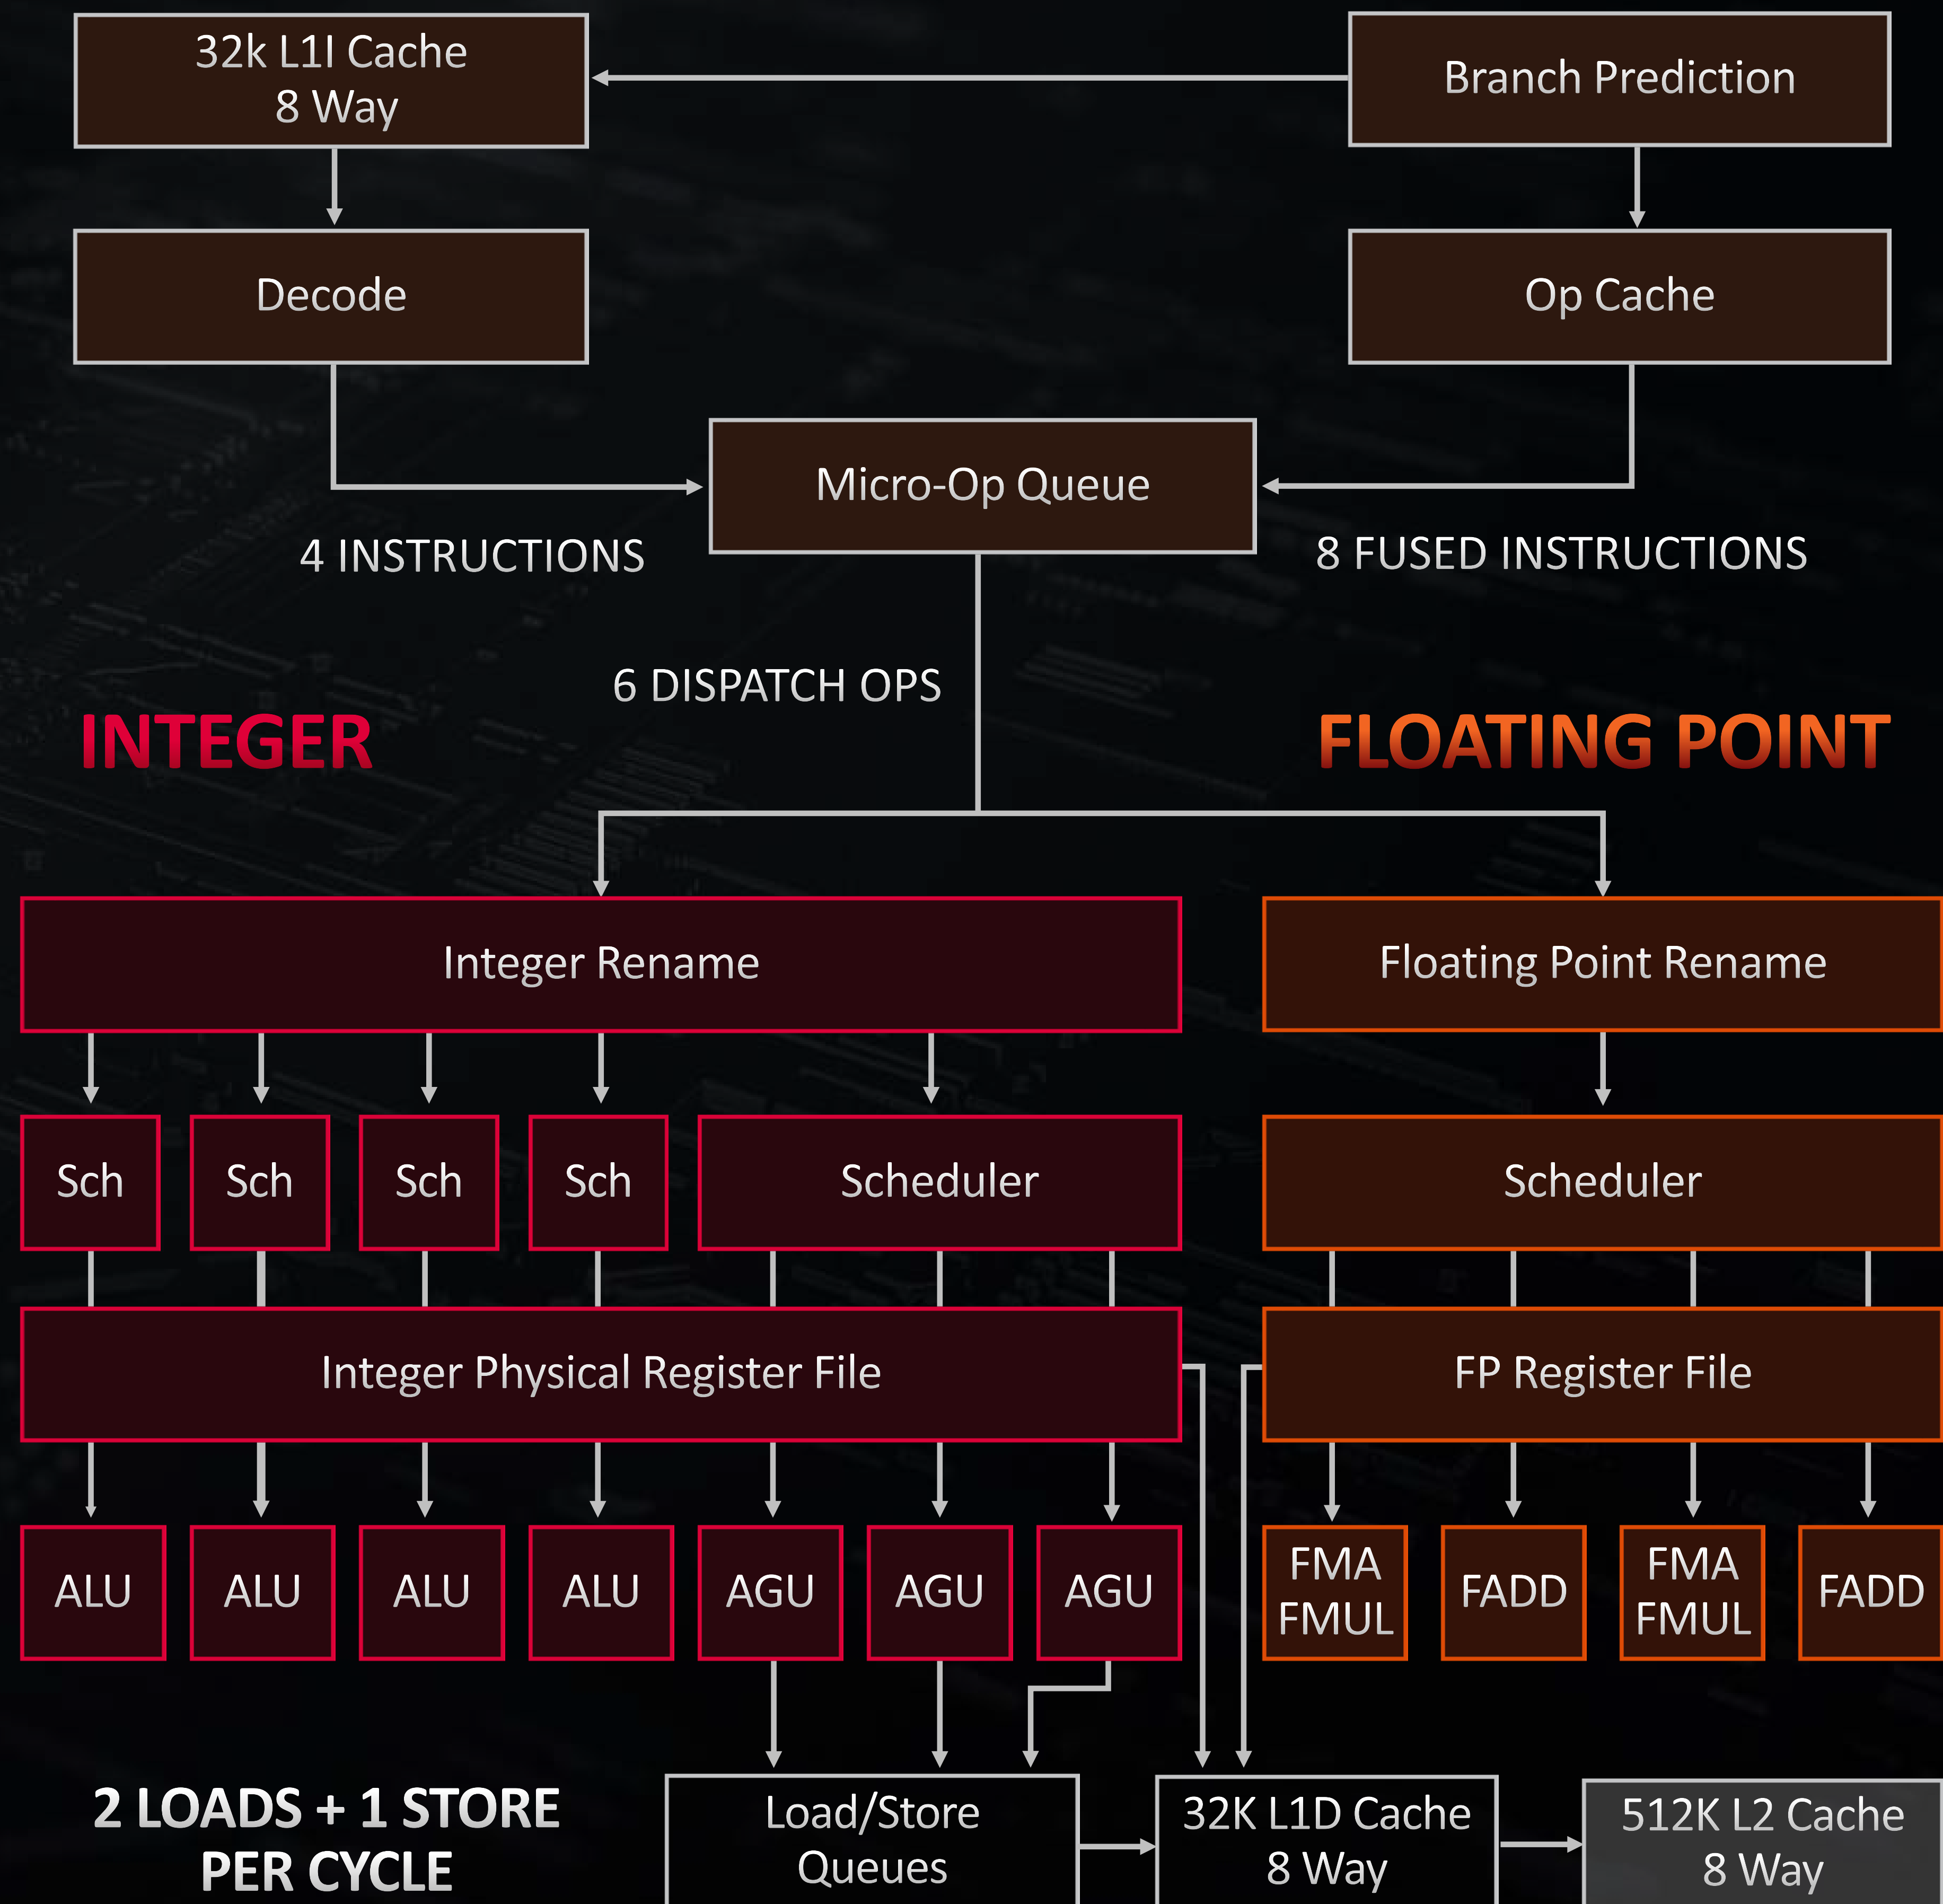 32k L1I Cache
8 Way
Branch Prediction
Decode
Op Cache
Micro-Op Queue
4 INSTRUCTIONS
8 FUSED INSTRUCTIONS
6 DISPATCH OPS
INTEGER
FLOATING POINT
Integer Rename
Floating Point Rename
Sch
Sch
Sch
Sch
Scheduler
Scheduler
Integer Physical Register File
FP Register File
ALU
ALU
ALU
ALU
AGU
AGU
AGU
FMA
FMUL
FADD
FMA
FMUL
FADD
2 LOADS + 1 STORE
PER CYCLE
Load/Store
Queues
32K L1D Cache
8 Way
512K L2 Cache
8 Way